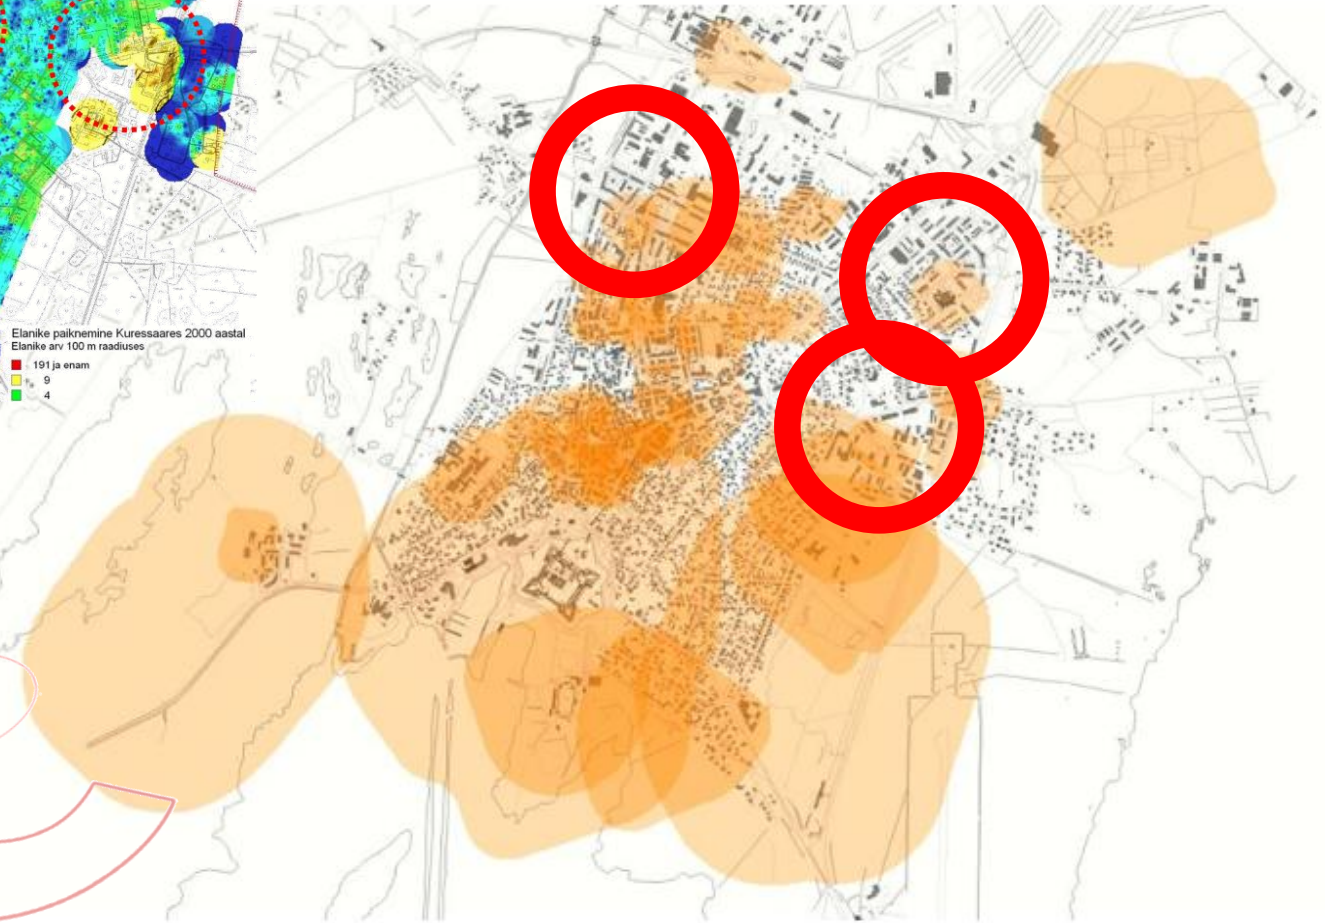 Elanike paiknemine Kuressaares 2000 aastal
Elanike arv 100 m raadiuses
191 ja enam
9
4